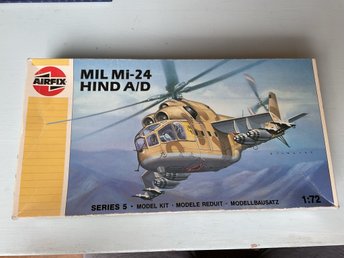 AIRFIX
MIL Mi-24
HIND A/D
SERIES 5 · MODEL KIT · MODELE REDUIT · MODELLBAUSATZ
1:72